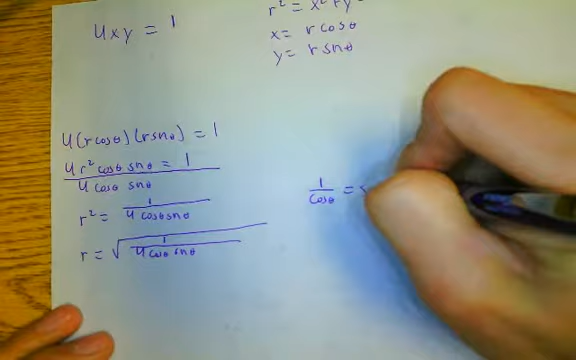 4xy = 1
r² = x² + y
x = r cosθ
y = r sinθ
4(r cosθ)(r sinθ) = 1
4r² cosθ sinθ = 1
4 cosθ sinθ
r² = 1 / 4 cosθ sinθ
r = √ 1 / 4 cosθ sinθ
1 / cosθ =